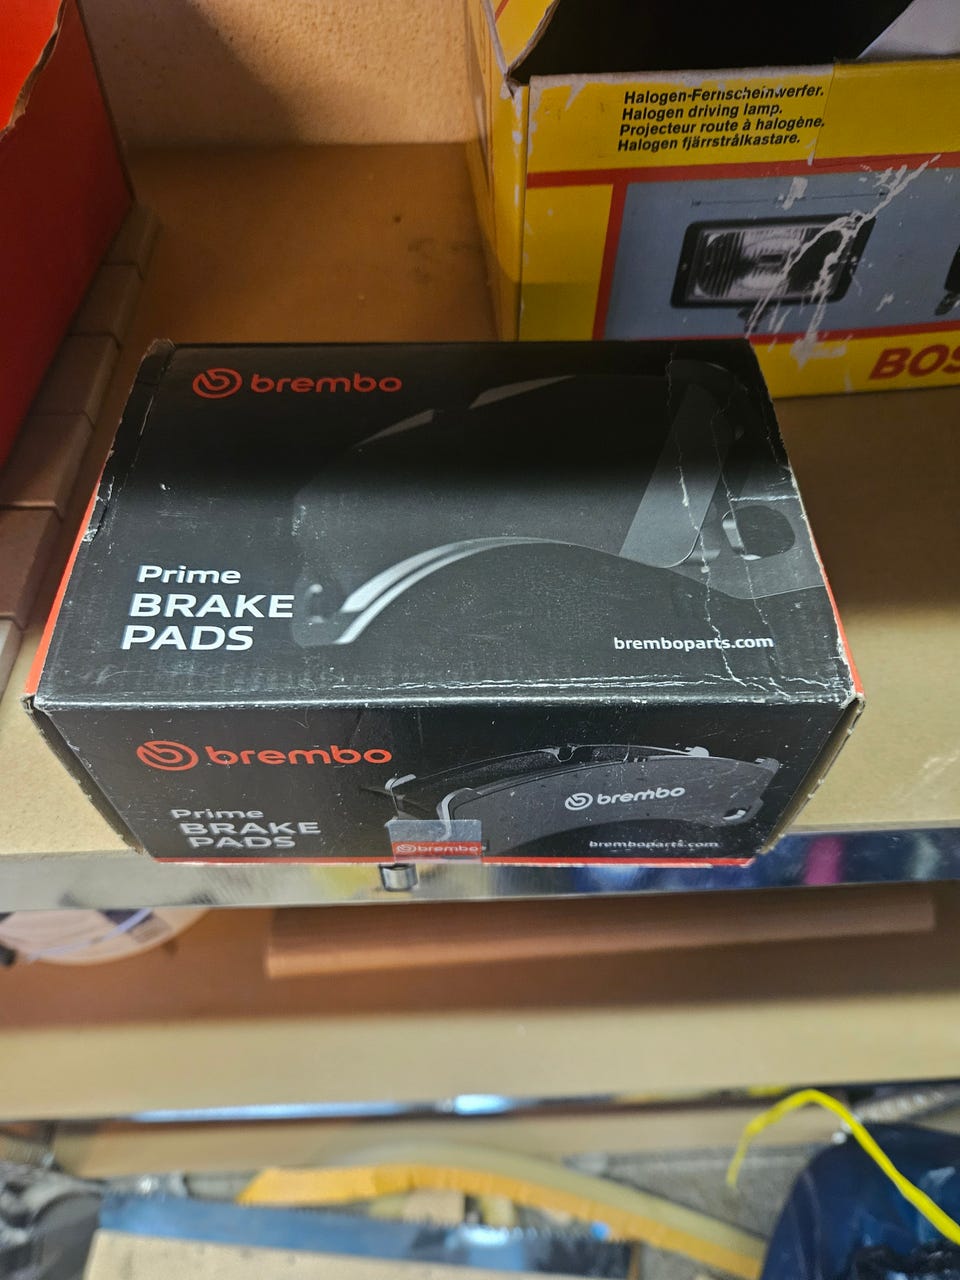 Halogen-Fernscheinwerfer.
Halogen driving lamp.
Projecteur route à halogène.
Halogen fjärrstrålkastare.
BOS
brembo
Prime
BRAKE
PADS
bremboparts.com
brembo
brembo
Prime
BRAKE
PADS
brembo
bremboparts.com